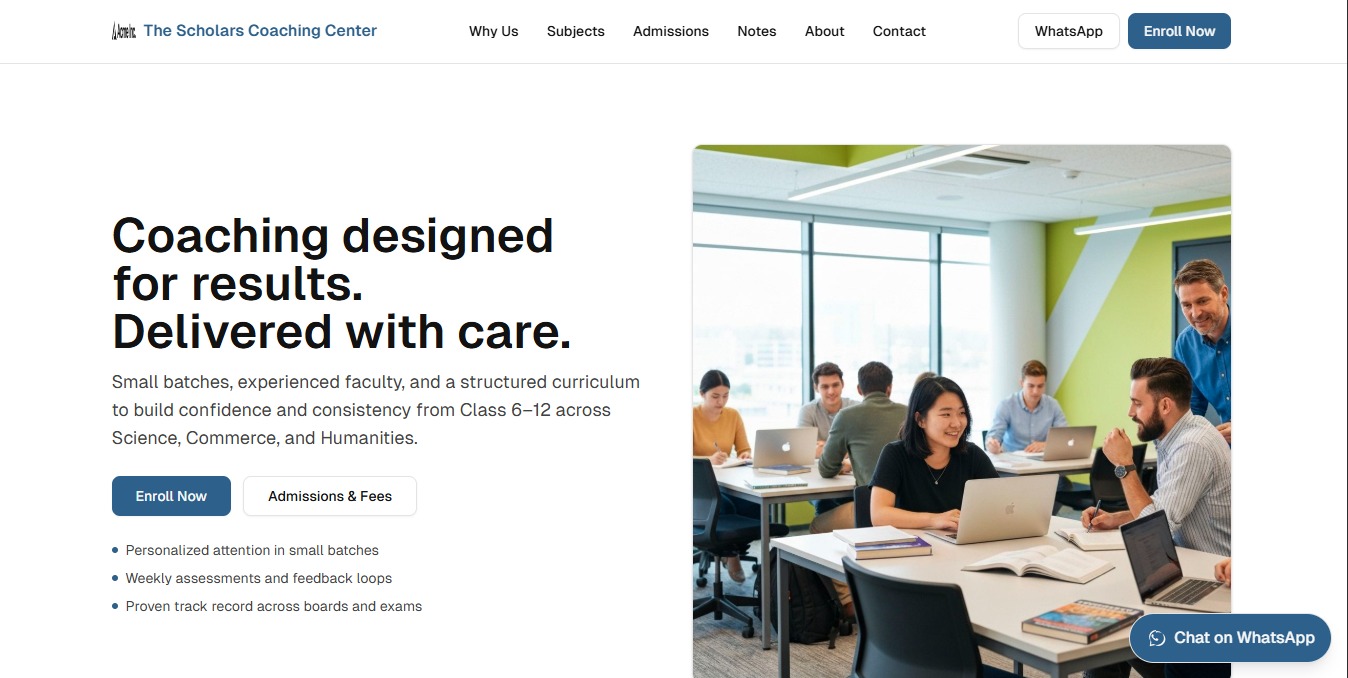 Acme Inc.
The Scholars Coaching Center
Why Us
Subjects
Admissions
Notes
About
Contact
WhatsApp
Enroll Now
Coaching designed
for results.
Delivered with care.
Small batches, experienced faculty, and a structured curriculum
to build confidence and consistency from Class 6–12 across
Science, Commerce, and Humanities.
Enroll Now
Admissions & Fees
Personalized attention in small batches
Weekly assessments and feedback loops
Proven track record across boards and exams
Chat on WhatsApp